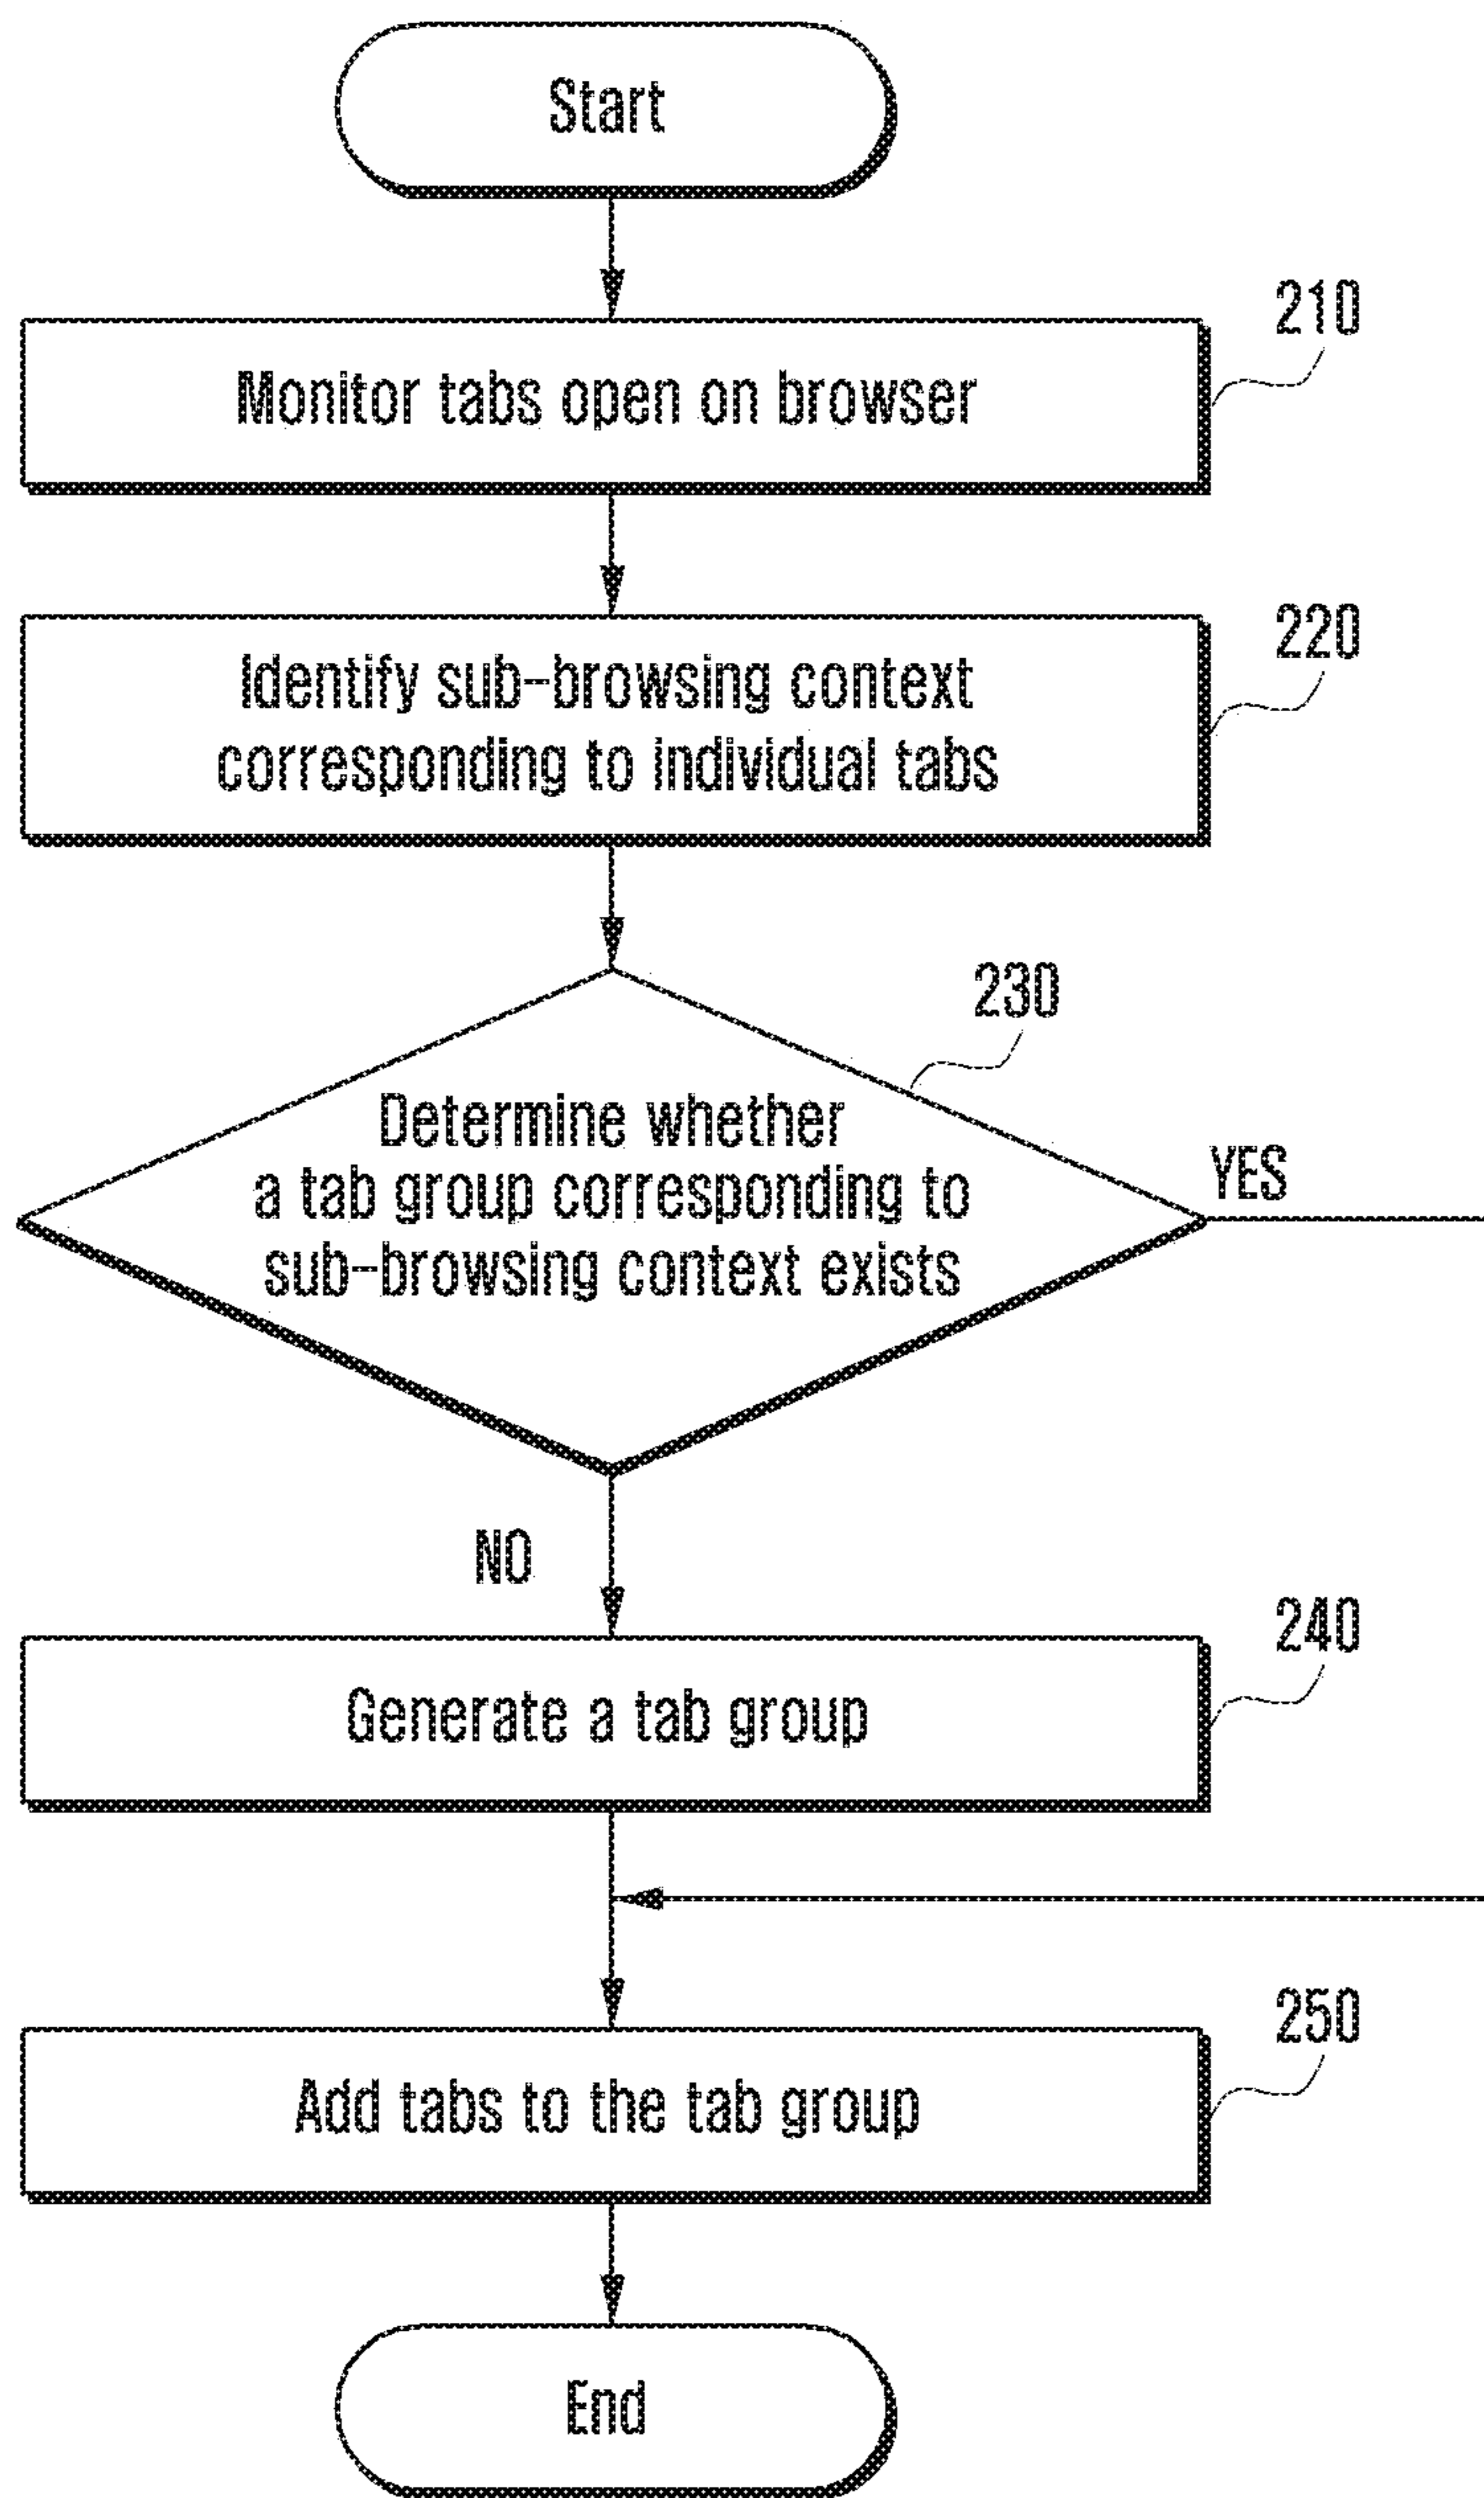 Start
210
Monitor tabs open on browser
220
Identify sub-browsing context
corresponding to individual tabs
230
Determine whether
a tab group corresponding to
sub-browsing context exists
YES
NO
240
Generate a tab group
250
Add tabs to the tab group
End